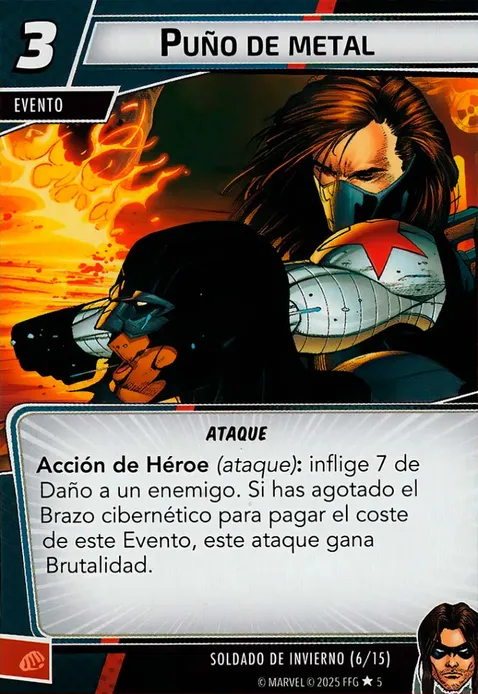 3
PUÑO DE METAL
EVENTO
ATAQUE
Acción de Héroe (ataque): inflige 7 de
Daño a un enemigo. Si has agotado el
Brazo cibernético para pagar el coste
de este Evento, este ataque gana
Brutalidad.
SOLDADO DE INVIERNO (6/15)
© MARVEL © 2025 FFG ★ 5